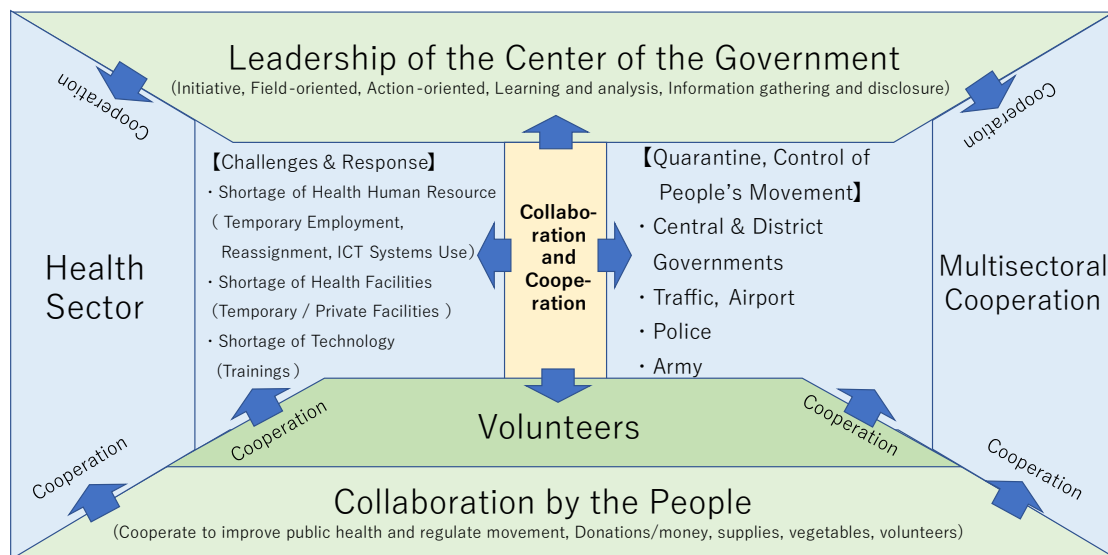 Leadership of the Center of the Government
(Initiative, Field-oriented, Action-oriented, Learning and analysis, Information gathering and disclosure)
Cooperation
Cooperation
Health
Sector
【Challenges & Response】
・Shortage of Health Human Resource
( Temporary Employment,
Reassignment, ICT Systems Use)
・Shortage of Health Facilities
(Temporary / Private Facilities )
・Shortage of Technology
(Trainings )
Collabo-
ration
and
Coope-
ration
【Quarantine, Control of
People's Movement】
・Central & District
Governments
・Traffic, Airport
・Police
・Army
Multisectoral
Cooperation
Cooperation
Cooperation
Volunteers
Cooperation
Cooperation
Collaboration by the People
(Cooperate to improve public health and regulate movement, Donations/money, supplies, vegetables, volunteers)